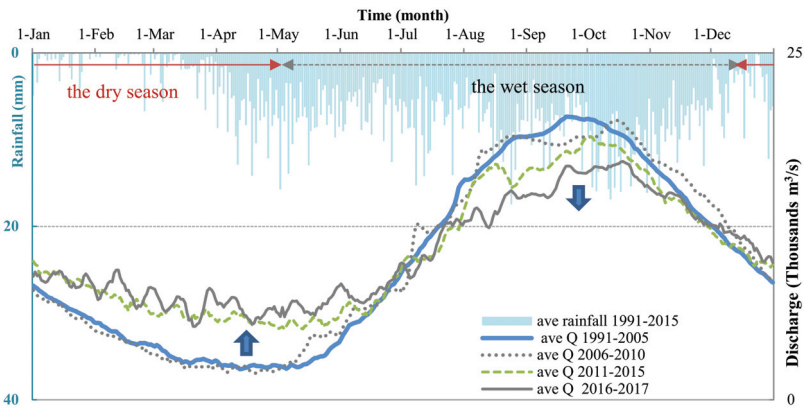 Time (month)
1-Jan 1-Feb 1-Mar 1-Apr 1-May 1-Jun 1-Jul 1-Aug 1-Sep 1-Oct 1-Nov 1-Dec
0 25
the dry season the wet season
Rainfall (mm)
20
Discharge (Thousands m³/s)
ave rainfall 1991-2015
ave Q 1991-2005
ave Q 2006-2010
ave Q 2011-2015
ave Q 2016-2017
40 0